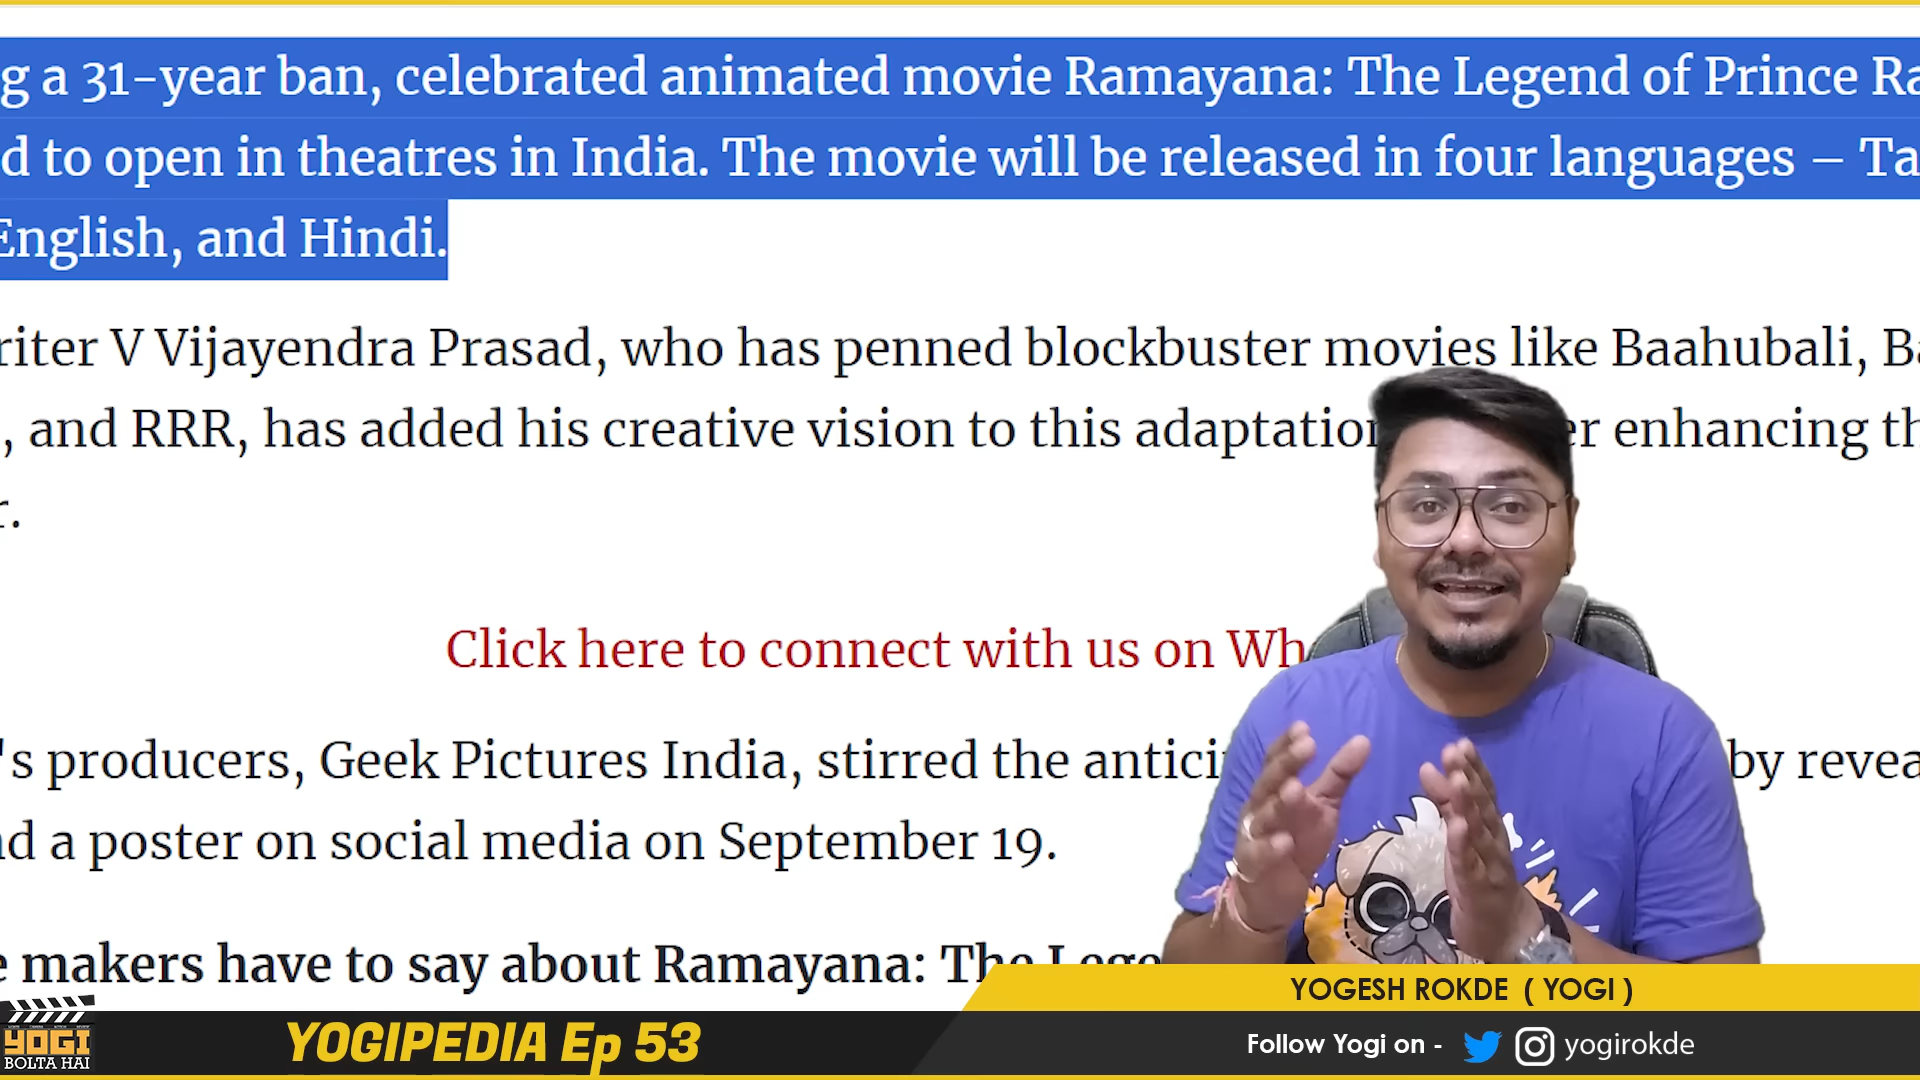 g a 31-year ban, celebrated animated movie Ramayana: The Legend of Prince Ra
d to open in theatres in India. The movie will be released in four languages – Ta
English, and Hindi.
riter V Vijayendra Prasad, who has penned blockbuster movies like Baahubali, Ba
, and RRR, has added his creative vision to this adaptation er enhancing th
r.
Click here to connect with us on Wh
's producers, Geek Pictures India, stirred the antici by revea
nd a poster on social media on September 19.
e makers have to say about Ramayana: The Lege
YOGESH ROKDE ( YOGI )
YOGI
BOLTA HAI
YOGIPEDIA Ep 53
Follow Yogi on - yogirokde